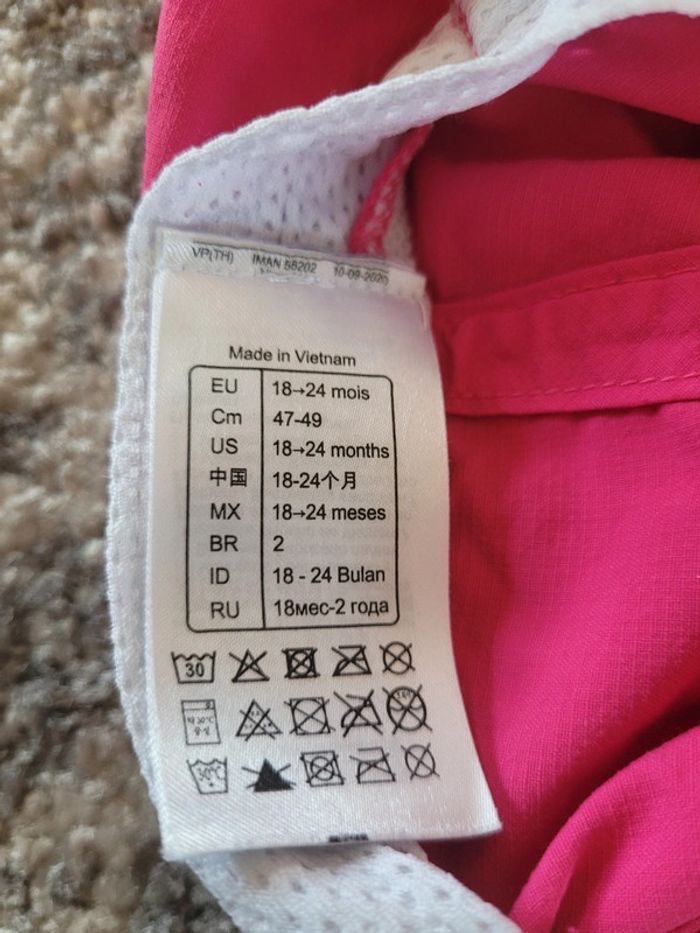 VP(TH) IMAN 10-09-2020
Made in Vietnam
EU 18→24 mois
Cm 47-49
US 18→24 months
中国 18-24个月
MX 18→24 meses
BR 2
ID 18 - 24 Bulan
RU 18мес-2 года
30
30°C